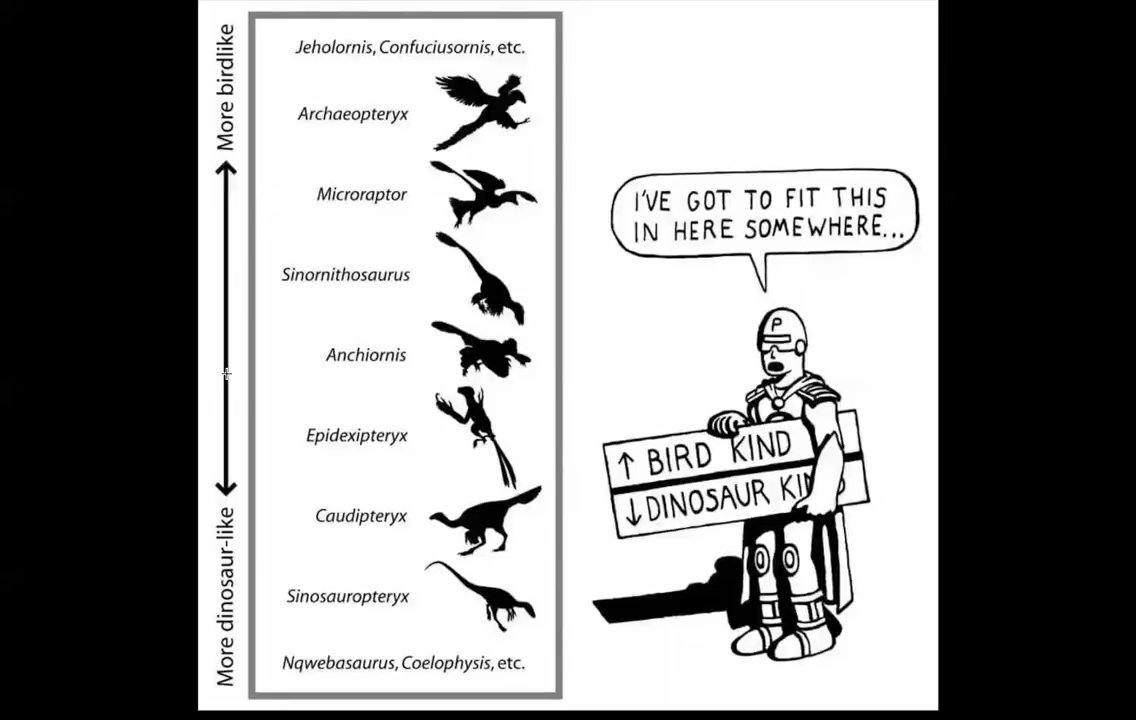 More birdlike
More dinosaur-like
Jeholornis, Confuciusornis, etc.
Archaeopteryx
Microraptor
Sinornithosaurus
Anchiornis
Epidexipteryx
Caudipteryx
Sinosauropteryx
Nqwebasaurus, Coelophysis, etc.
I'VE GOT TO FIT THIS
IN HERE SOMEWHERE...
P
↑ BIRD KIND
↓ DINOSAUR KIND